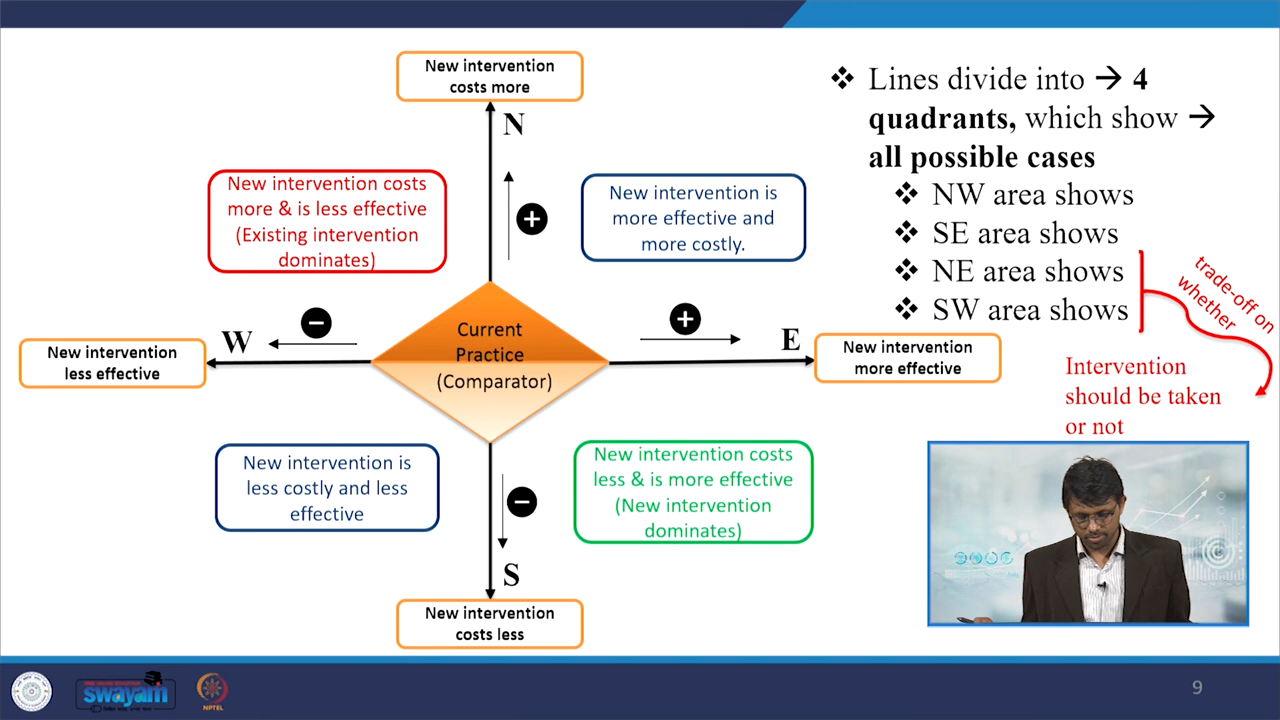 New intervention
costs more
N
New intervention costs
more & is less effective
(Existing intervention
dominates)
+
New intervention is
more effective and
more costly.
−
W
New intervention
less effective
Current
Practice
(Comparator)
+
E
New intervention
more effective
New intervention is
less costly and less
effective
−
New intervention costs
less & is more effective
(New intervention
dominates)
S
New intervention
costs less
❖ Lines divide into → 4
quadrants, which show →
all possible cases
❖ NW area shows
❖ SE area shows
❖ NE area shows
❖ SW area shows
trade-off on
whether
Intervention
should be taken
or not
swayam
NPTEL
9